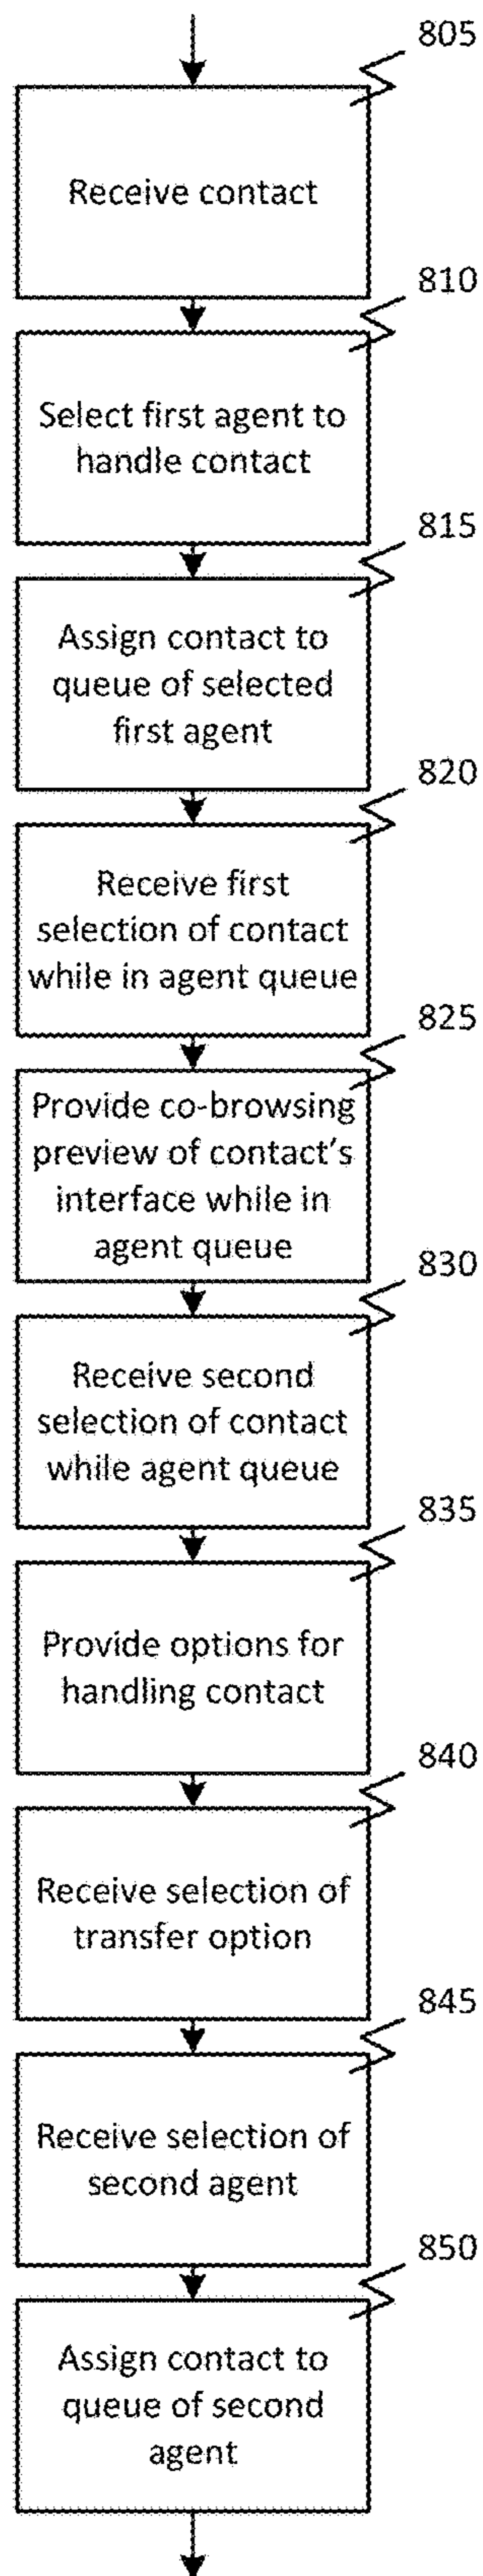 805
Receive contact
810
Select first agent to
handle contact
815
Assign contact to
queue of selected
first agent
820
Receive first
selection of contact
while in agent queue
825
Provide co-browsing
preview of contact's
interface while in
agent queue
830
Receive second
selection of contact
while agent queue
835
Provide options for
handling contact
840
Receive selection of
transfer option
845
Receive selection of
second agent
850
Assign contact to
queue of second
agent